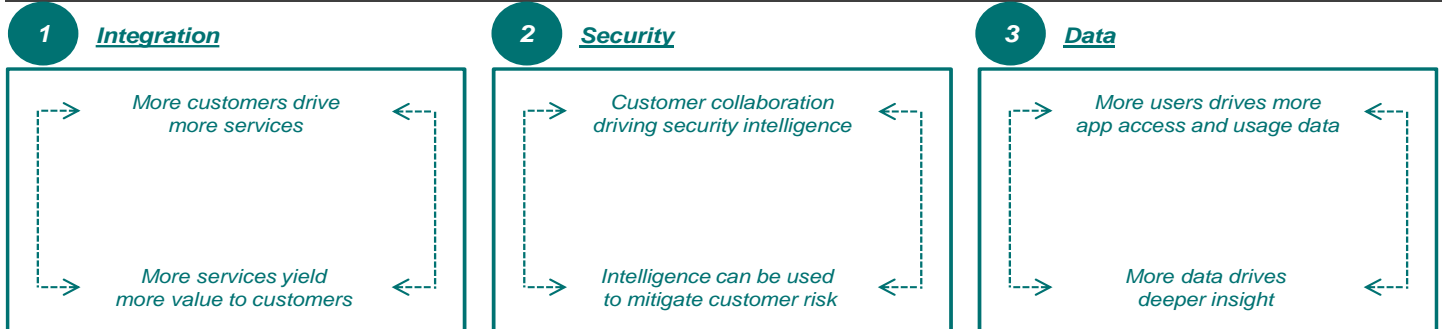 1 Integration
More customers drive
more services
More services yield
more value to customers
2 Security
Customer collaboration
driving security intelligence
Intelligence can be used
to mitigate customer risk
3 Data
More users drives more
app access and usage data
More data drives
deeper insight